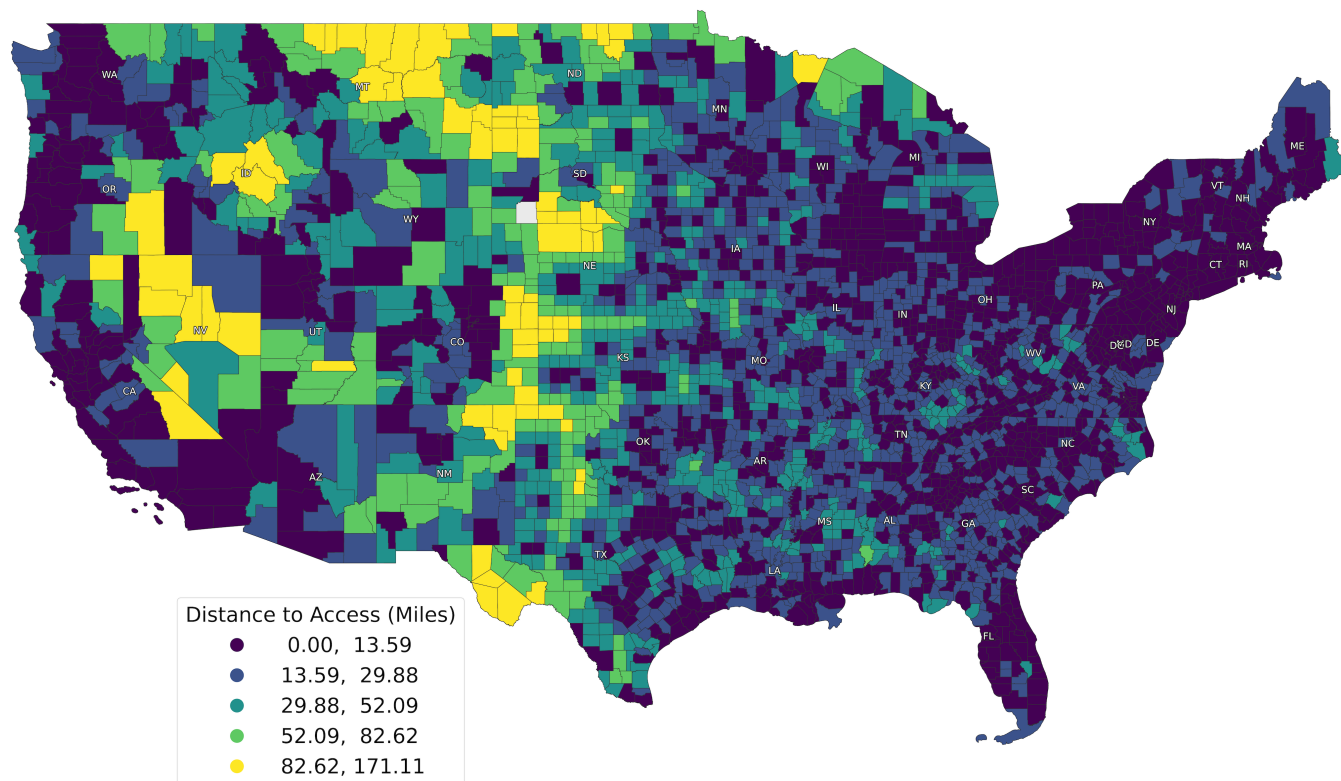 WA
MT
ND
MN
ME
OR
ID
SD
WI
MI
VT
NH
WY
NY
MA
IA
NE
CT RI
PA
OH
NV
UT
CO
IL
IN
NJ
KS
MO
WV
DE
CA
KY
VA
OK
TN
NC
AZ
NM
AR
SC
MS
AL
GA
TX
LA
FL
Distance to Access (Miles)
0.00, 13.59
13.59, 29.88
29.88, 52.09
52.09, 82.62
82.62, 171.11